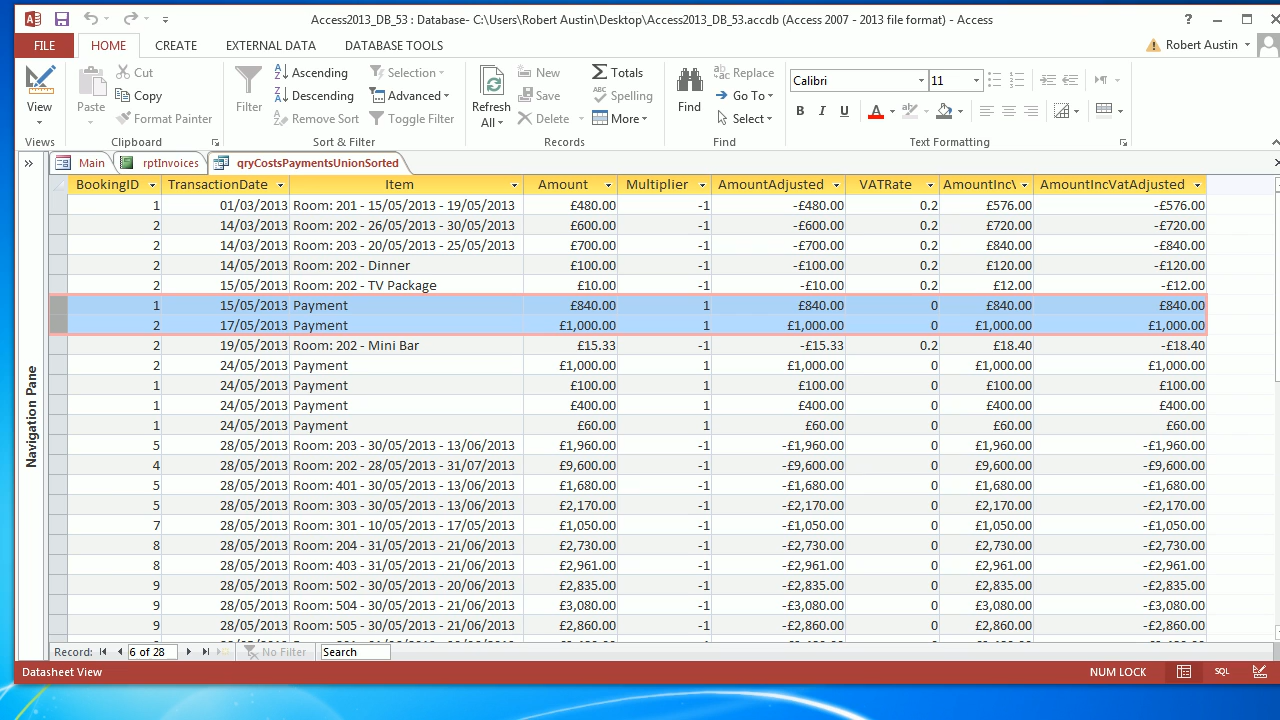 Access2013_DB_53 : Database- C:\Users\Robert Austin\Desktop\Access2013_DB_53.accdb (Access 2007 - 2013 file format) - Access
FILE HOME CREATE EXTERNAL DATA DATABASE TOOLS Robert Austin
View Paste Cut Copy Format Painter Filter Ascending Descending Remove Sort Selection Advanced Toggle Filter Refresh All New Save Delete Totals Spelling More Find Replace Go To Select Calibri 11 B I U A
Views Clipboard Sort & Filter Records Find Text Formatting
Main rptInvoices qryCostsPaymentsUnionSorted
BookingID TransactionDate Item Amount Multiplier AmountAdjusted VATRate AmountInc AmountIncVatAdjusted
1 01/03/2013 Room: 201 - 15/05/2013 - 19/05/2013 £480.00 -1 -£480.00 0.2 £576.00 -£576.00
2 14/03/2013 Room: 202 - 26/05/2013 - 30/05/2013 £600.00 -1 -£600.00 0.2 £720.00 -£720.00
2 14/03/2013 Room: 203 - 20/05/2013 - 25/05/2013 £700.00 -1 -£700.00 0.2 £840.00 -£840.00
2 14/05/2013 Room: 202 - Dinner £100.00 -1 -£100.00 0.2 £120.00 -£120.00
2 15/05/2013 Room: 202 - TV Package £10.00 -1 -£10.00 0.2 £12.00 -£12.00
1 15/05/2013 Payment £840.00 1 £840.00 0 £840.00 £840.00
2 17/05/2013 Payment £1,000.00 1 £1,000.00 0 £1,000.00 £1,000.00
2 19/05/2013 Room: 202 - Mini Bar £15.33 -1 -£15.33 0.2 £18.40 -£18.40
2 24/05/2013 Payment £1,000.00 1 £1,000.00 0 £1,000.00 £1,000.00
1 24/05/2013 Payment £100.00 1 £100.00 0 £100.00 £100.00
1 24/05/2013 Payment £400.00 1 £400.00 0 £400.00 £400.00
1 24/05/2013 Payment £60.00 1 £60.00 0 £60.00 £60.00
5 28/05/2013 Room: 203 - 30/05/2013 - 13/06/2013 £1,960.00 -1 -£1,960.00 0 £1,960.00 -£1,960.00
4 28/05/2013 Room: 202 - 28/05/2013 - 31/07/2013 £9,600.00 -1 -£9,600.00 0 £9,600.00 -£9,600.00
5 28/05/2013 Room: 401 - 30/05/2013 - 13/06/2013 £1,680.00 -1 -£1,680.00 0 £1,680.00 -£1,680.00
5 28/05/2013 Room: 303 - 30/05/2013 - 13/06/2013 £2,170.00 -1 -£2,170.00 0 £2,170.00 -£2,170.00
7 28/05/2013 Room: 301 - 10/05/2013 - 17/05/2013 £1,050.00 -1 -£1,050.00 0 £1,050.00 -£1,050.00
8 28/05/2013 Room: 204 - 31/05/2013 - 21/06/2013 £2,730.00 -1 -£2,730.00 0 £2,730.00 -£2,730.00
8 28/05/2013 Room: 403 - 31/05/2013 - 21/06/2013 £2,961.00 -1 -£2,961.00 0 £2,961.00 -£2,961.00
9 28/05/2013 Room: 502 - 30/05/2013 - 20/06/2013 £2,835.00 -1 -£2,835.00 0 £2,835.00 -£2,835.00
9 28/05/2013 Room: 504 - 30/05/2013 - 21/06/2013 £3,080.00 -1 -£3,080.00 0 £3,080.00 -£3,080.00
9 28/05/2013 Room: 505 - 30/05/2013 - 21/06/2013 £2,860.00 -1 -£2,860.00 0 £2,860.00 -£2,860.00
Navigation Pane
Record: 6 of 28 No Filter Search
Datasheet View NUM LOCK SQL